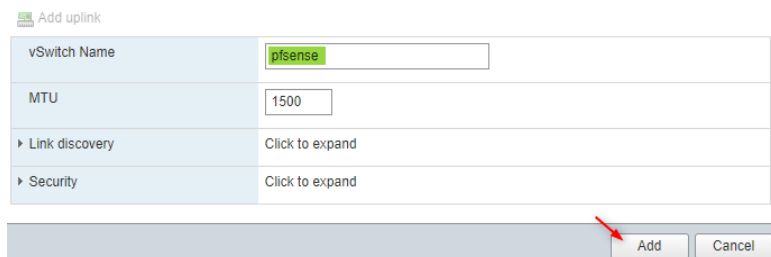 Add uplink
vSwitch Name pfsense
MTU 1500
Link discovery Click to expand
Security Click to expand
Add Cancel